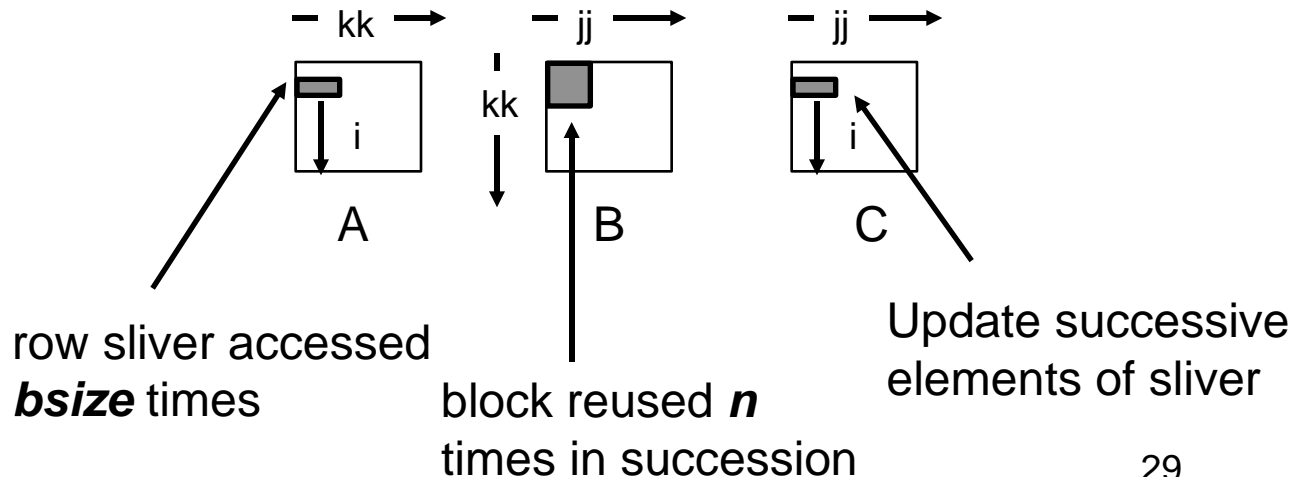 kk
jj
jj
kk
i
i
A
B
C
row sliver accessed
bsize times
block reused n
times in succession
Update successive
elements of sliver
29